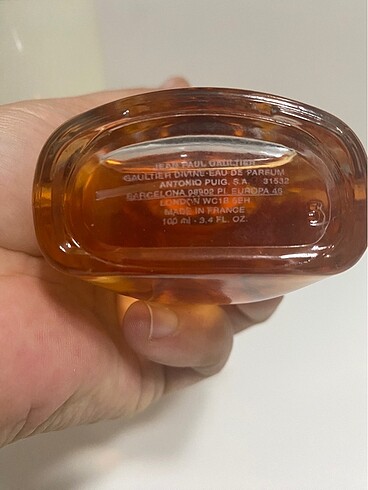 JEAN PAUL GAULTIER
GAULTIER DIVINE-EAU DE PARFUM
ANTONIO PUIG, S.A. 31532
BARCELONA 08902 Pl. EUROPA 46
LONDON WC1R 4EH
MADE IN FRANCE
100 ml - 3.4 FL. OZ.